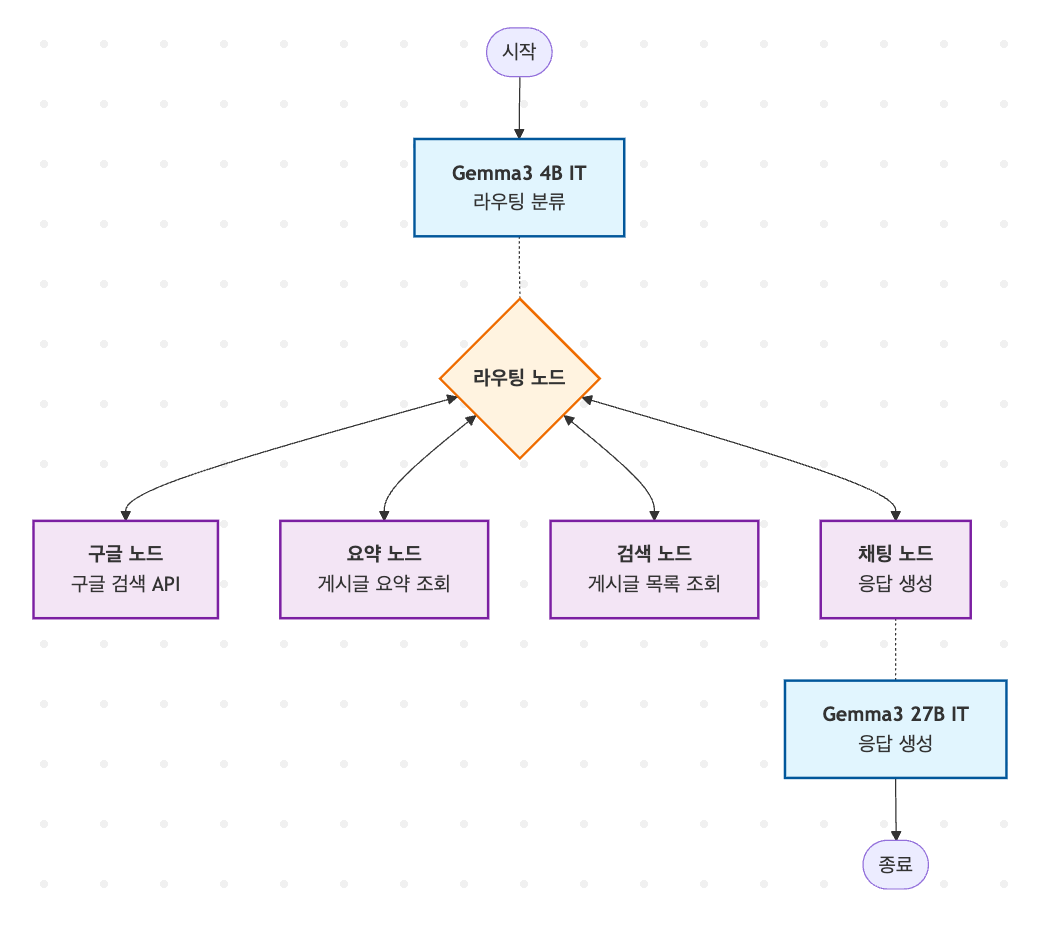 시작
Gemma3 4B IT
라우팅 분류
라우팅 노드
구글 노드
구글 검색 API
요약 노드
게시글 요약 조회
검색 노드
게시글 목록 조회
채팅 노드
응답 생성
Gemma3 27B IT
응답 생성
종료